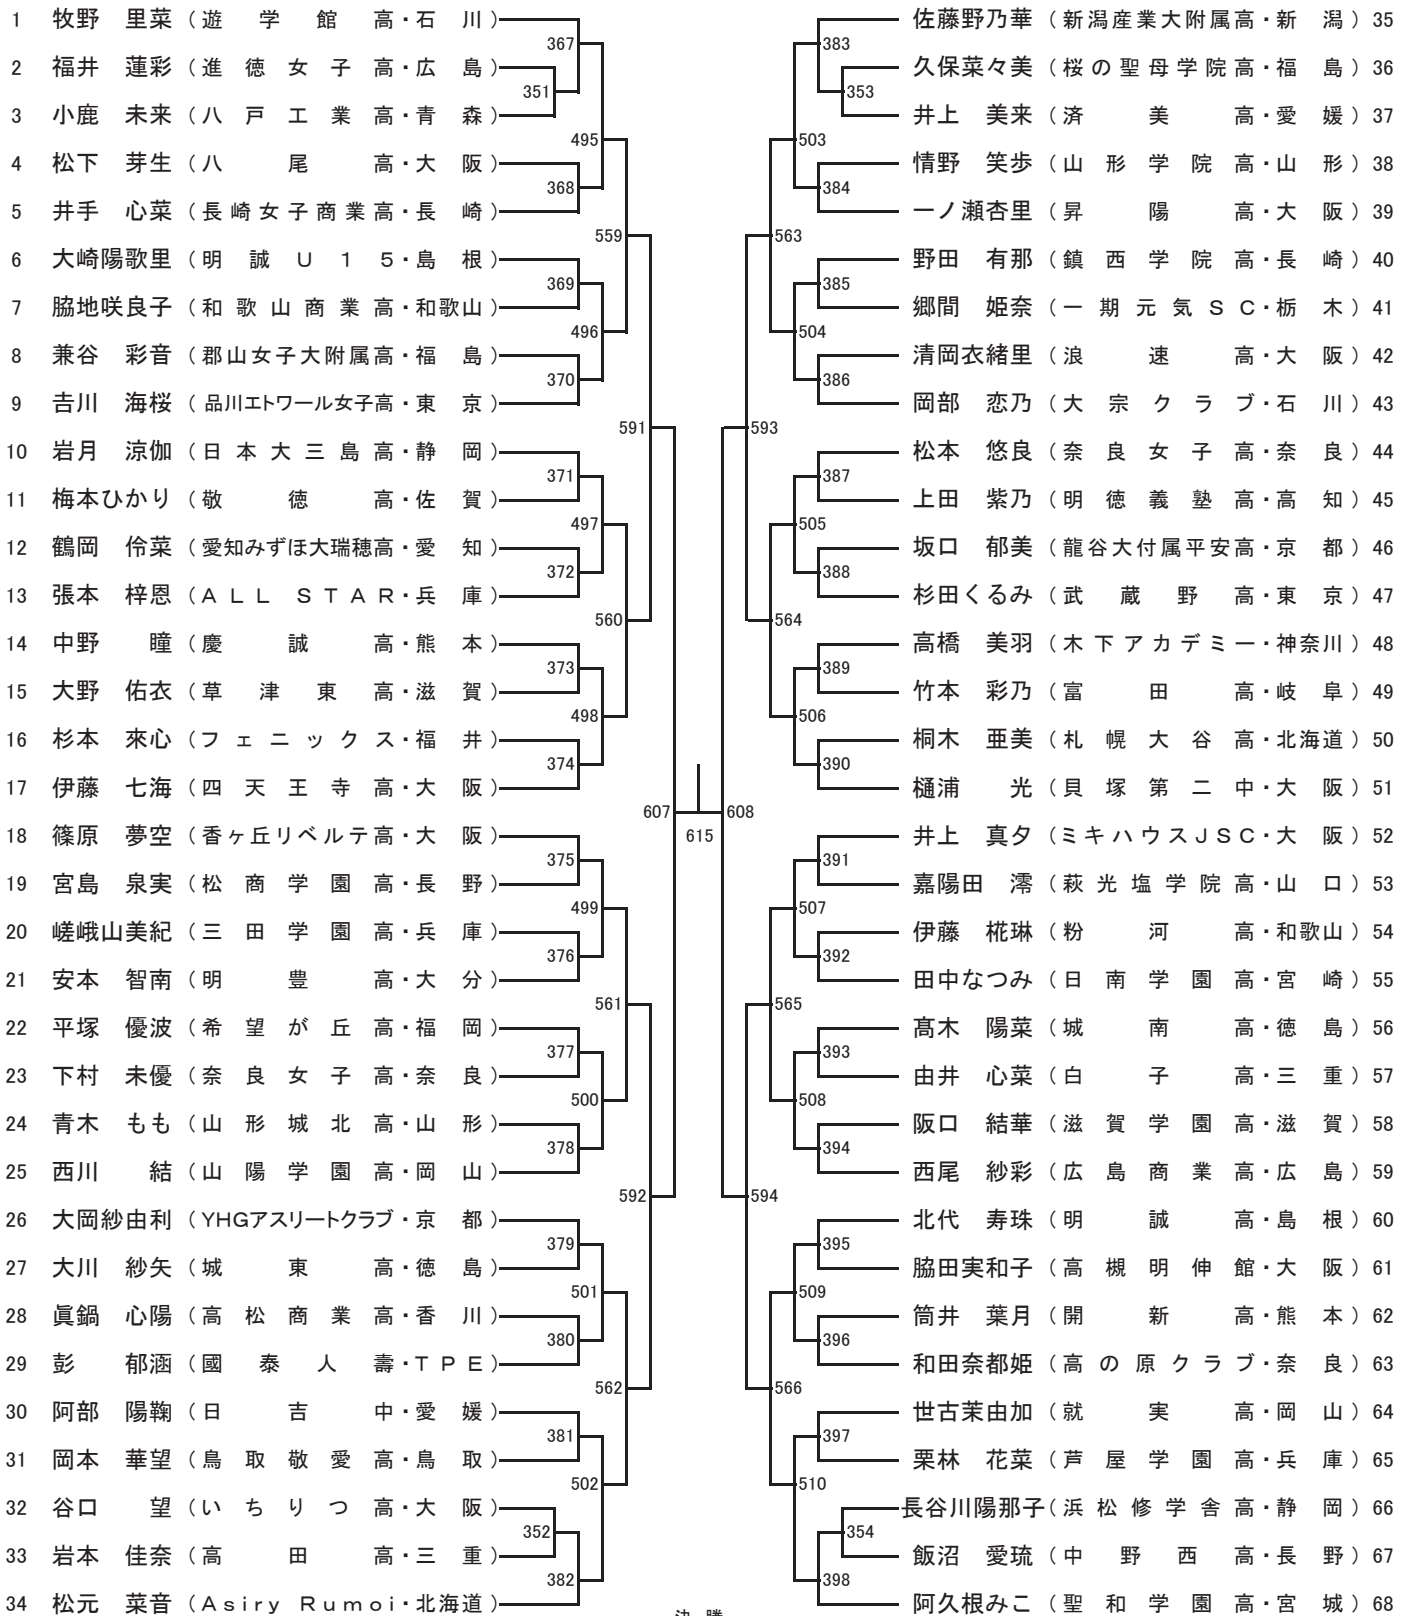 1 牧野 里菜 （遊学館高・石川）
367
2 福井 蓮彩 （進徳女子高・広島）
351
3 小鹿 未来 （八戸工業高・青森）
495
4 松下 芽生 （八尾高・大阪）
368
5 井手 心菜 （長崎女子商業高・長崎）
559
6 大崎陽歌里 （明誠U15・島根）
369
7 脇地咲良子 （和歌山商業高・和歌山）
496
8 兼谷 彩音 （郡山女子大附属高・福島）
370
9 𠮷川 海桜 （品川エトワール女子高・東京）
591
10 岩月 涼伽 （日本大三島高・静岡）
371
11 梅本ひかり （敬徳高・佐賀）
497
12 鶴岡 伶菜 （愛知みずほ大瑞穂高・愛知）
372
13 張本 梓恩 （ALL STAR・兵庫）
560
14 中野 瞳 （慶誠高・熊本）
373
15 大野 佑衣 （草津東高・滋賀）
498
16 杉本 來心 （フェニックス・福井）
374
17 伊藤 七海 （四天王寺高・大阪）
607
18 篠原 夢空 （香ヶ丘リベルテ高・大阪）
375
19 宮島 泉実 （松商学園高・長野）
499
20 嵯峨山美紀 （三田学園高・兵庫）
376
21 安本 智南 （明豊高・大分）
561
22 平塚 優波 （希望が丘高・福岡）
377
23 下村 未優 （奈良女子高・奈良）
500
24 青木 もも （山形城北高・山形）
378
25 西川 結 （山陽学園高・岡山）
592
26 大岡紗由利 （YHGアスリートクラブ・京都）
379
27 大川 紗矢 （城東高・徳島）
501
28 眞鍋 心陽 （高松商業高・香川）
380
29 彭 郁涵 （國泰人壽・TPE）
562
30 阿部 陽鞠 （日吉中・愛媛）
381
31 岡本 華望 （鳥取敬愛高・鳥取）
502
32 谷口 望 （いちりつ高・大阪）
352
33 岩本 佳奈 （高田高・三重）
382
34 松元 菜音 （Asiry Rumoi・北海道）
615
決 勝
佐藤野乃華 （新潟産業大附属高・新潟） 35
383
久保菜々美 （桜の聖母学院高・福島） 36
353
井上 美来 （済美高・愛媛） 37
503
情野 笑歩 （山形学院高・山形） 38
384
一ノ瀬杏里 （昇陽高・大阪） 39
563
野田 有那 （鎮西学院高・長崎） 40
385
郷間 姫奈 （一期元気SC・栃木） 41
504
清岡衣緒里 （浪速高・大阪） 42
386
岡部 恋乃 （大宗クラブ・石川） 43
593
松本 悠良 （奈良女子高・奈良） 44
387
上田 紫乃 （明徳義塾高・高知） 45
505
坂口 郁美 （龍谷大付属平安高・京都） 46
388
杉田くるみ （武蔵野高・東京） 47
564
高橋 美羽 （木下アカデミー・神奈川） 48
389
竹本 彩乃 （富田高・岐阜） 49
506
桐木 亜美 （札幌大谷高・北海道） 50
390
樋浦 光 （貝塚第二中・大阪） 51
608
井上 真夕 （ミキハウスJSC・大阪） 52
391
嘉陽田 澪 （萩光塩学院高・山口） 53
507
伊藤 椛琳 （粉河高・和歌山） 54
392
田中なつみ （日南学園高・宮崎） 55
565
髙木 陽菜 （城南高・徳島） 56
393
由井 心菜 （白子高・三重） 57
508
阪口 結華 （滋賀学園高・滋賀） 58
394
西尾 紗彩 （広島商業高・広島） 59
594
北代 寿珠 （明誠高・島根） 60
395
脇田実和子 （高槻明伸館・大阪） 61
509
筒井 葉月 （開新高・熊本） 62
396
和田奈都姫 （高の原クラブ・奈良） 63
566
世古茉由加 （就実高・岡山） 64
397
栗林 花菜 （芦屋学園高・兵庫） 65
510
長谷川陽那子（浜松修学舎高・静岡） 66
354
飯沼 愛琉 （中野西高・長野） 67
398
阿久根みこ （聖和学園高・宮城） 68